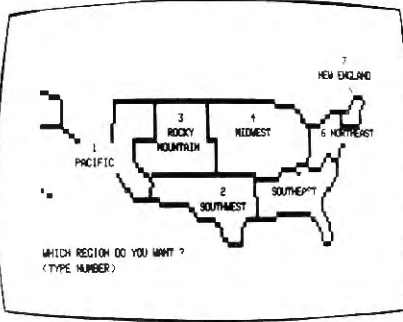 7
NEW ENGLAND
3
ROCKY
MOUNTAIN
4
MIDWEST
6 NORTHEAST
1
PACIFIC
2
SOUTHWEST
SOUTHEAST
WHICH REGION DO YOU WANT ?
(TYPE NUMBER)